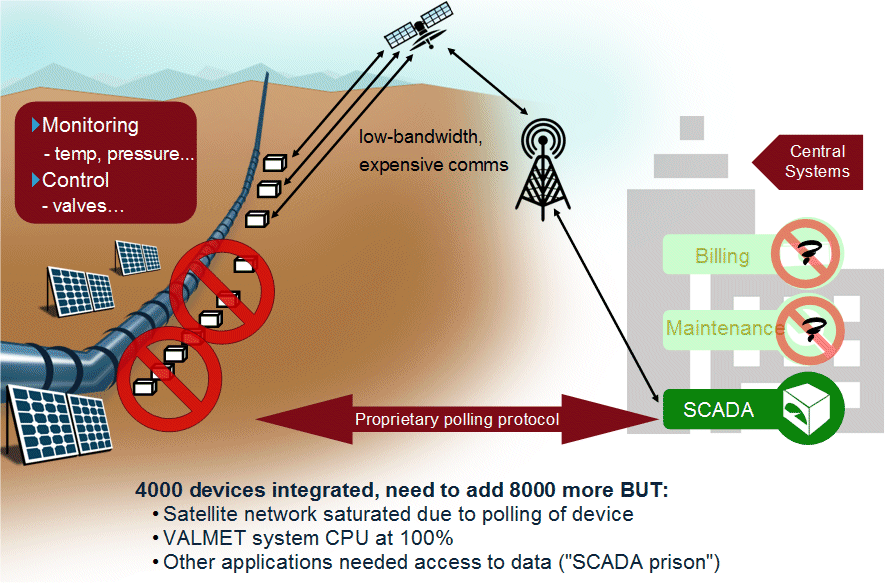 Monitoring
- temp, pressure...
Control
- valves…
low-bandwidth,
expensive comms
Central
Systems
Billing
Maintenance
SCADA
Proprietary polling protocol
4000 devices integrated, need to add 8000 more BUT:
• Satellite network saturated due to polling of device
• VALMET system CPU at 100%
• Other applications needed access to data ("SCADA prison")